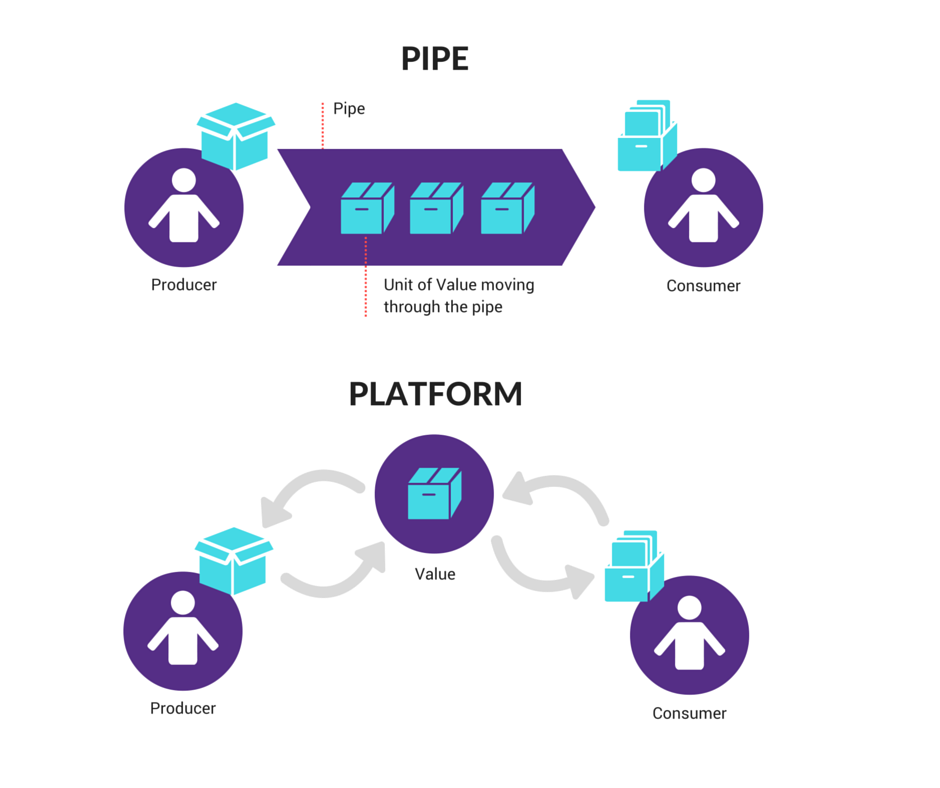 PIPE
Pipe
Producer
Unit of Value moving
through the pipe
Consumer
PLATFORM
Value
Producer
Consumer